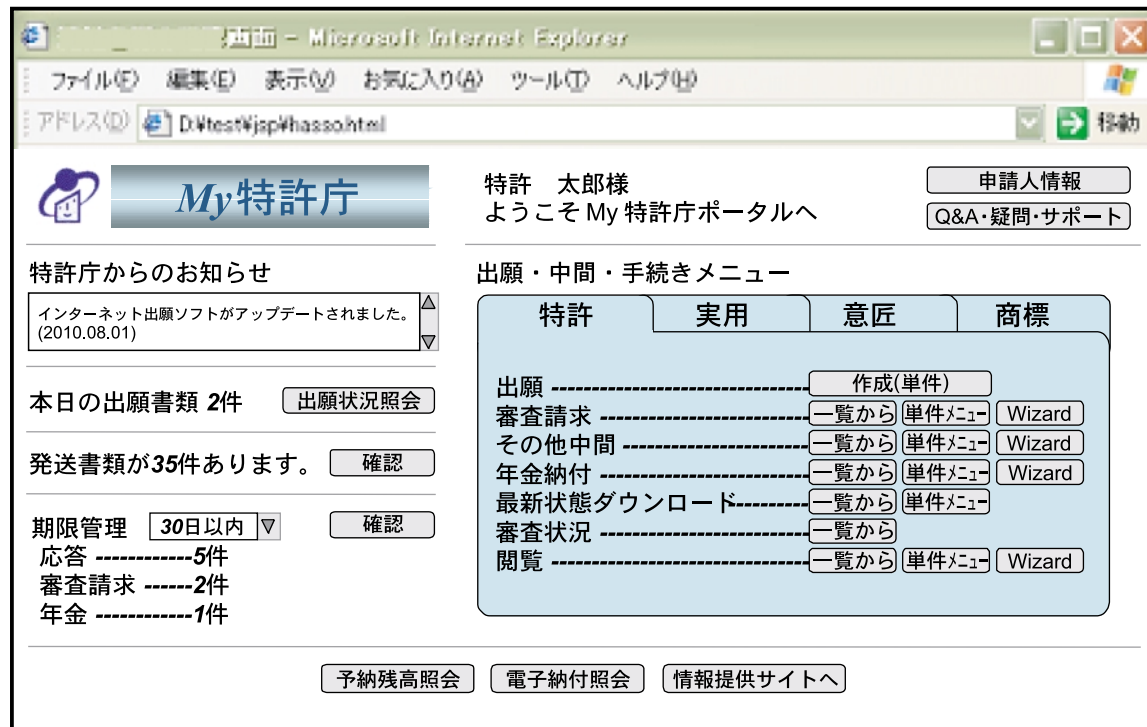 画面 - Microsoft Internet Explorer
ファイル(F) 編集(E) 表示(V) お気に入り(A) ツール(T) ヘルプ(H)
アドレス(D) D:¥test¥jsp¥hasso.html 移動
My特許庁
特許 太郎様
ようこそ My 特許庁ポータルへ
申請人情報
Q&A・疑問・サポート
特許庁からのお知らせ
インターネット出願ソフトがアップデートされました。
(2010.08.01)
本日の出願書類 2件 出願状況照会
発送書類が35件あります。 確認
期限管理 30日以内 確認
応答 ------------5件
審査請求 ------2件
年金 ------------1件
出願・中間・手続きメニュー
特許 実用 意匠 商標
出願 -------------------------------- 作成(単件)
審査請求 -------------------------- 一覧から 単件ﾒﾆｭｰ Wizard
その他中間 ----------------------- 一覧から 単件ﾒﾆｭｰ Wizard
年金納付 -------------------------- 一覧から 単件ﾒﾆｭｰ Wizard
最新状態ダウンロード--------- 一覧から 単件ﾒﾆｭｰ
審査状況 -------------------------- 一覧から
閲覧 -------------------------------- 一覧から 単件ﾒﾆｭｰ Wizard
予納残高照会 電子納付照会 情報提供サイトへ